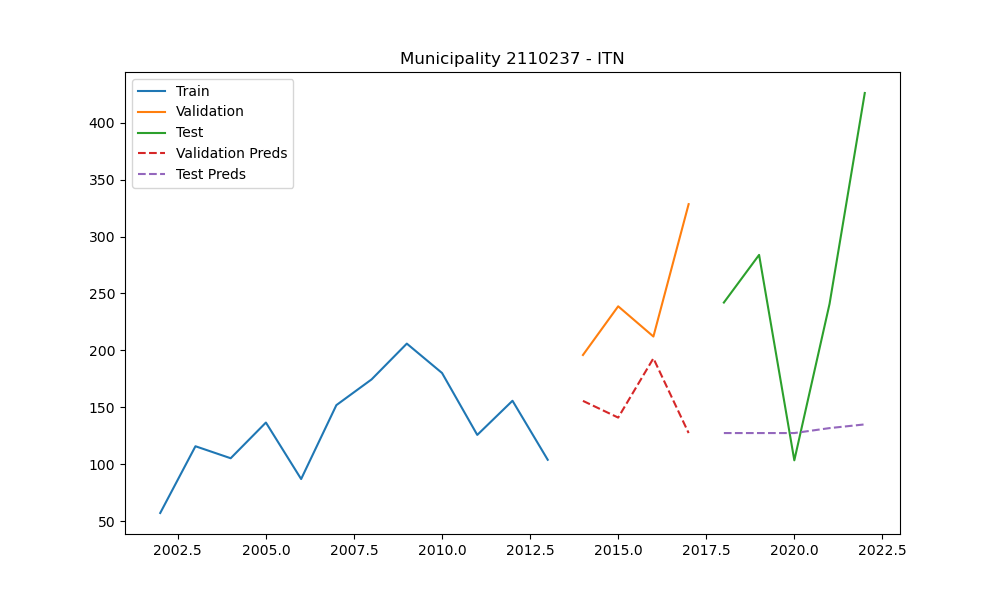 Municipality 2110237 - ITN
Train
Validation
Test
Validation Preds
Test Preds
400
350
300
250
200
150
100
50
2002.5 2005.0 2007.5 2010.0 2012.5 2015.0 2017.5 2020.0 2022.5